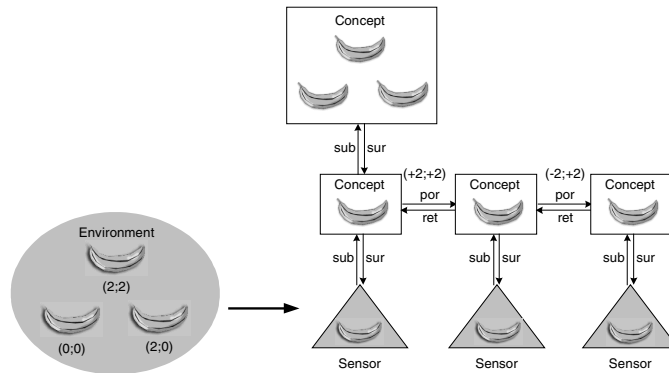 Concept
sub sur
(+2;+2) (-2;+2)
Concept por Concept por Concept
ret ret
Environment
(2;2)
(0;0) (2;0)
sub sur sub sur sub sur
Sensor Sensor Sensor